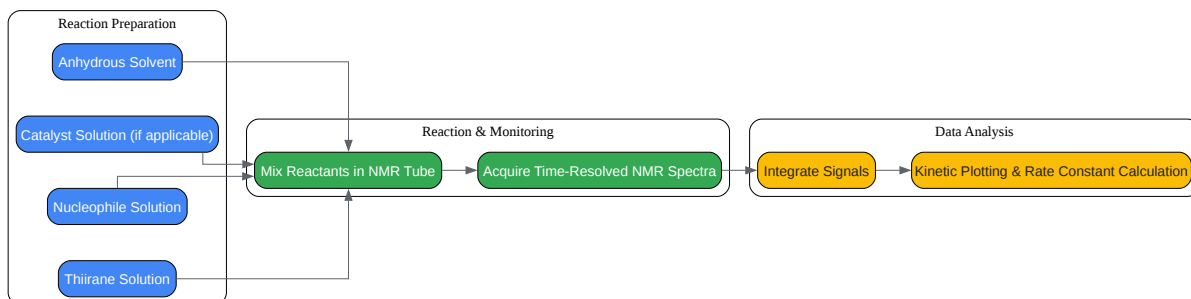 Reaction Preparation
Anhydrous Solvent
Catalyst Solution (if applicable)
Nucleophile Solution
Thiirane Solution
Reaction & Monitoring
Mix Reactants in NMR Tube
Acquire Time-Resolved NMR Spectra
Data Analysis
Integrate Signals
Kinetic Plotting & Rate Constant Calculation